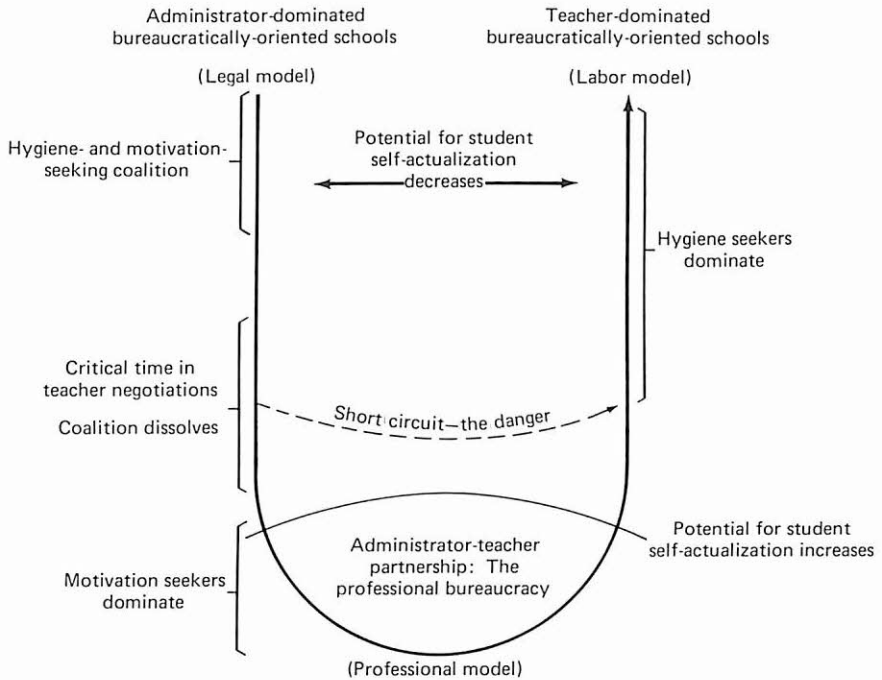 Administrator-dominated
bureaucratically-oriented schools
(Legal model)
Teacher-dominated
bureaucratically-oriented schools
(Labor model)
Hygiene- and motivation-
seeking coalition
Potential for student
self-actualization
decreases
Hygiene seekers
dominate
Critical time in
teacher negotiations
Coalition dissolves
Short circuit—the danger
Potential for student
self-actualization increases
Administrator-teacher
partnership: The
professional bureaucracy
Motivation seekers
dominate
(Professional model)